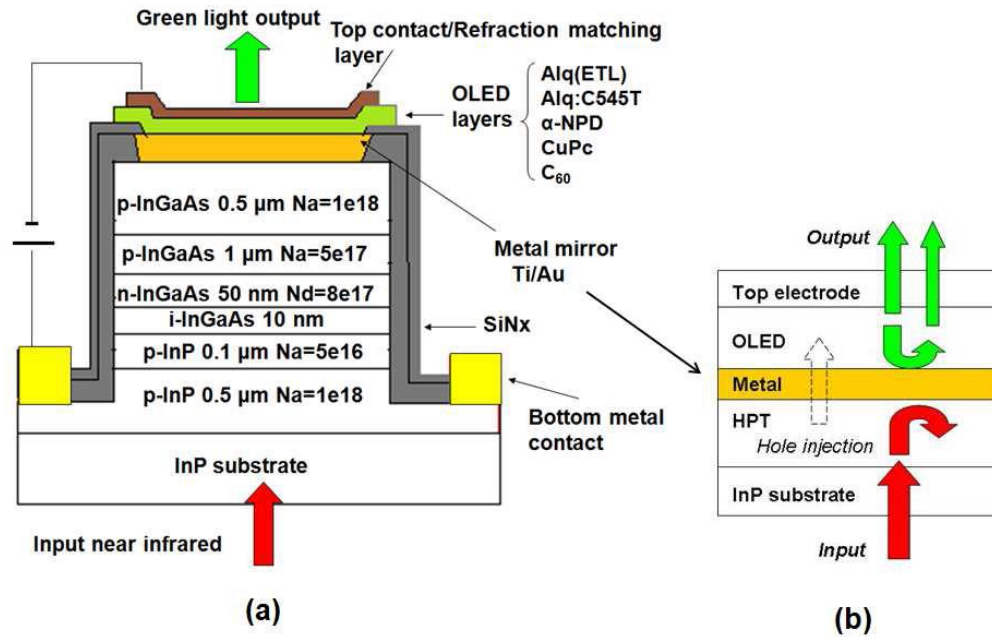 Green light output
Top contact/Refraction matching
layer
OLED
layers
Alq(ETL)
Alq:C545T
α-NPD
CuPc
C₆₀
p-InGaAs 0.5 µm Na=1e18
p-InGaAs 1 µm Na=5e17
n-InGaAs 50 nm Nd=8e17
i-InGaAs 10 nm
p-InP 0.1 µm Na=5e16
p-InP 0.5 µm Na=1e18
InP substrate
Input near infrared
Metal mirror
Ti/Au
SiNx
Bottom metal
contact
(a)
Output
Top electrode
OLED
Metal
HPT
Hole injection
InP substrate
Input
(b)